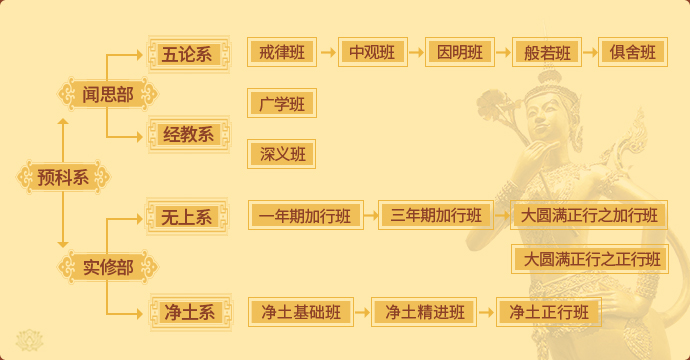 五论系
戒律班
中观班
因明班
般若班
俱舍班
闻思部
广学班
经教系
深义班
预科系
无上系
一年期加行班
三年期加行班
大圆满正行之加行班
大圆满正行之正行班
实修部
净土系
净土基础班
净土精进班
净土正行班